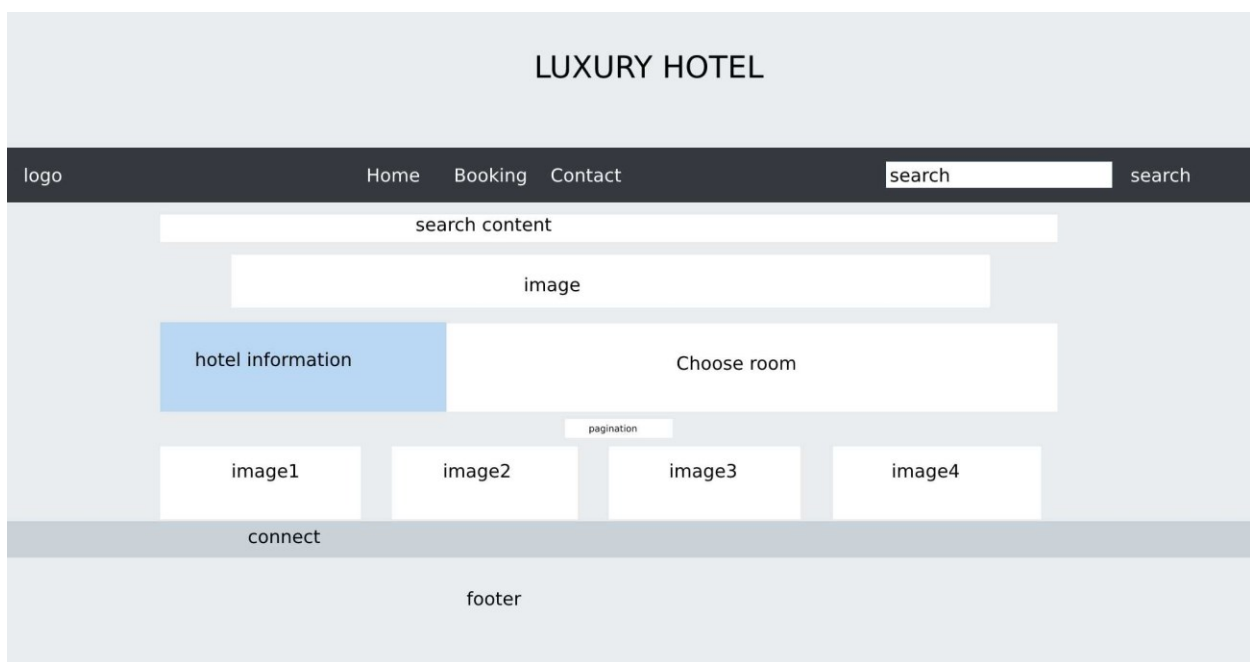 LUXURY HOTEL
logo Home Booking Contact search search
search content
image
hotel information Choose room
pagination
image1 image2 image3 image4
connect
footer